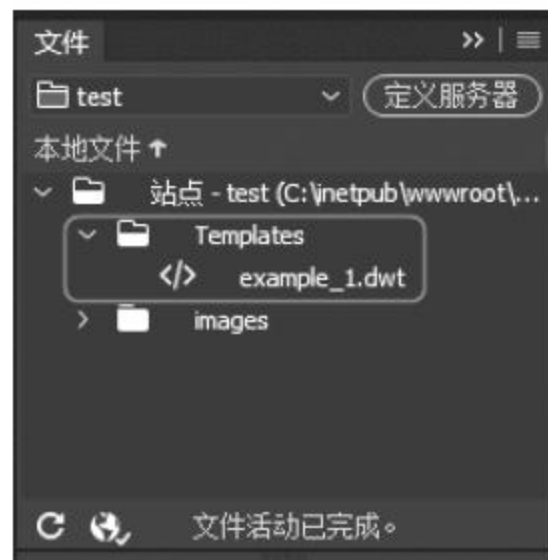 文件
test 定义服务器
本地文件
站点 - test (C:\inetpub\wwwroot\...
Templates
example_1.dwt
images
文件活动已完成。